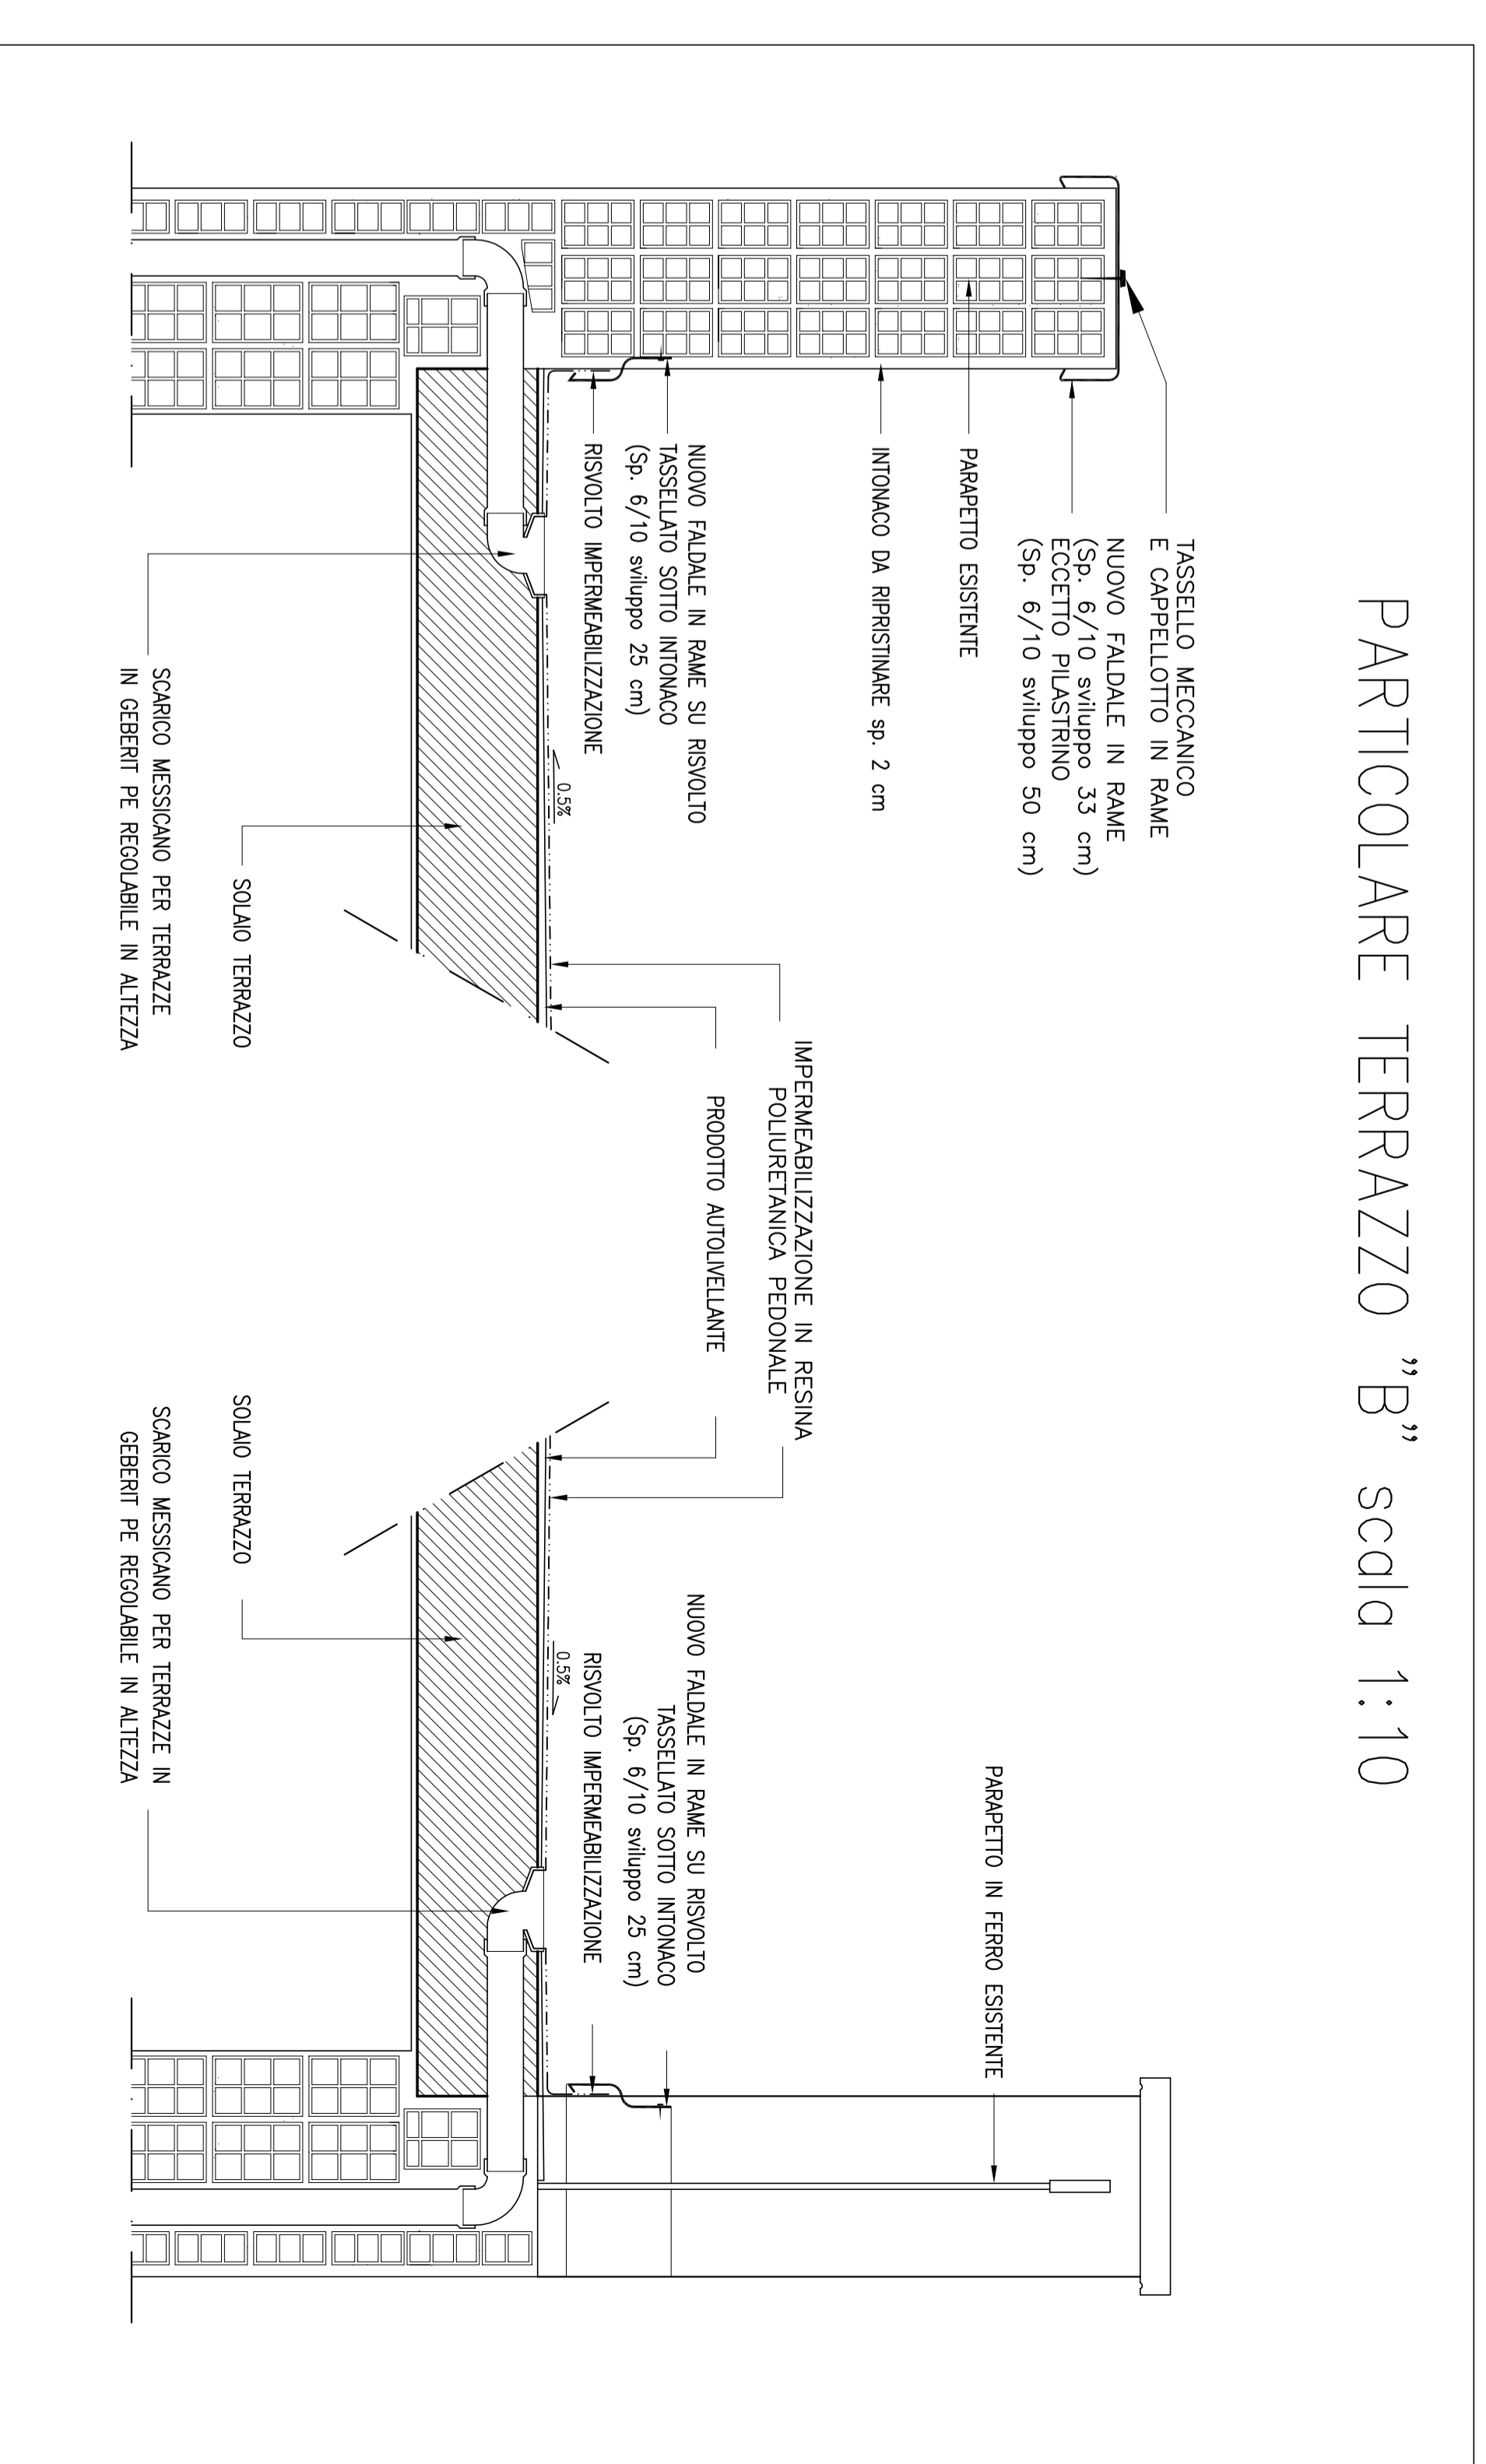 PARTICOLARE TERRAZZO "B" scala 1:10
TASSELLO MECCANICO
E CAPPELLOTTO IN RAME
NUOVO FALDALE IN RAME
(Sp. 6/10 sviluppo 33 cm)
ECCETTO PILASTRINO
(Sp. 6/10 sviluppo 50 cm)
PARAPETTO ESISTENTE
INTONACO DA RIPRISTINARE sp. 2 cm
NUOVO FALDALE IN RAME SU RISVOLTO
TASSELLATO SOTTO INTONACO
(Sp. 6/10 sviluppo 25 cm)
RISVOLTO IMPERMEABILIZZAZIONE
0.5%
SOLAIO TERRAZZO
SCARICO MESSICANO PER TERRAZZE
IN GEBERIT PE REGOLABILE IN ALTEZZA
IMPERMEABILIZZAZIONE IN RESINA
POLIURETANICA PEDONALE
PRODOTTO AUTOLIVELLANTE
PARAPETTO IN FERRO ESISTENTE
NUOVO FALDALE IN RAME SU RISVOLTO
TASSELLATO SOTTO INTONACO
(Sp. 6/10 sviluppo 25 cm)
RISVOLTO IMPERMEABILIZZAZIONE
0.5%
SOLAIO TERRAZZO
SCARICO MESSICANO PER TERRAZZE IN
GEBERIT PE REGOLABILE IN ALTEZZA